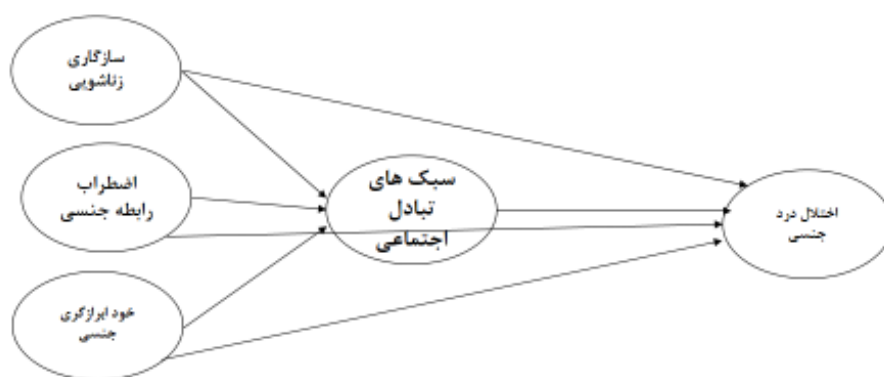 سازگاری
زناشویی
اضطراب
رابطه جنسی
خود ابرازگری
جنسی
سبک های
تبادل
اجتماعی
اختلال درد
جنسی